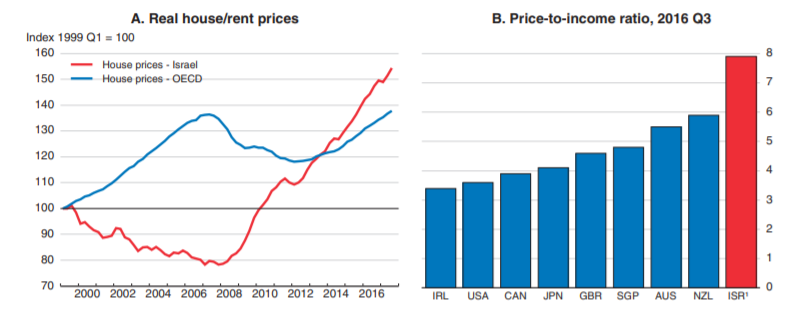 A. Real house/rent prices
Index 1999 Q1 = 100
160
150
140
130
120
110
100
90
80
70
House prices - Israel
House prices - OECD
2000 2002 2004 2006 2008 2010 2012 2014 2016
B. Price-to-income ratio, 2016 Q3
8
7
6
5
4
3
2
1
0
IRL USA CAN JPN GBR SGP AUS NZL ISR¹